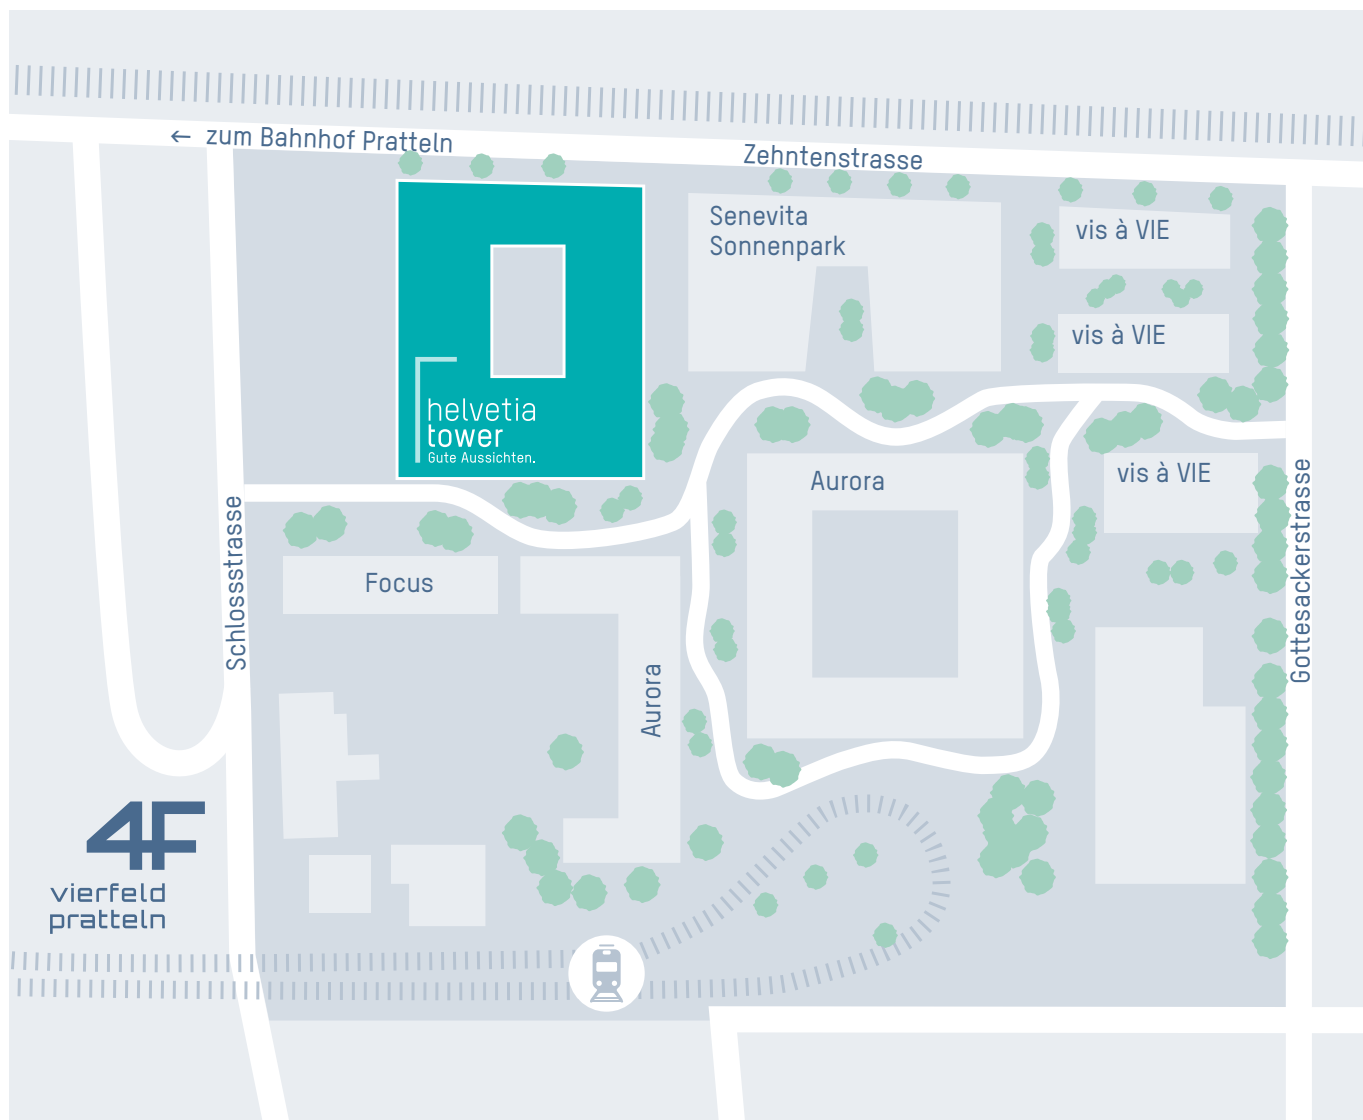 ← zum Bahnhof Pratteln
Zehntenstrasse
Senevita
Sonnenpark
vis à VIE
vis à VIE
helvetia
tower
Gute Aussichten.
Aurora
vis à VIE
Gottesackerstrasse
Schlossstrasse
Focus
Aurora
4F
vierfeld
pratteln